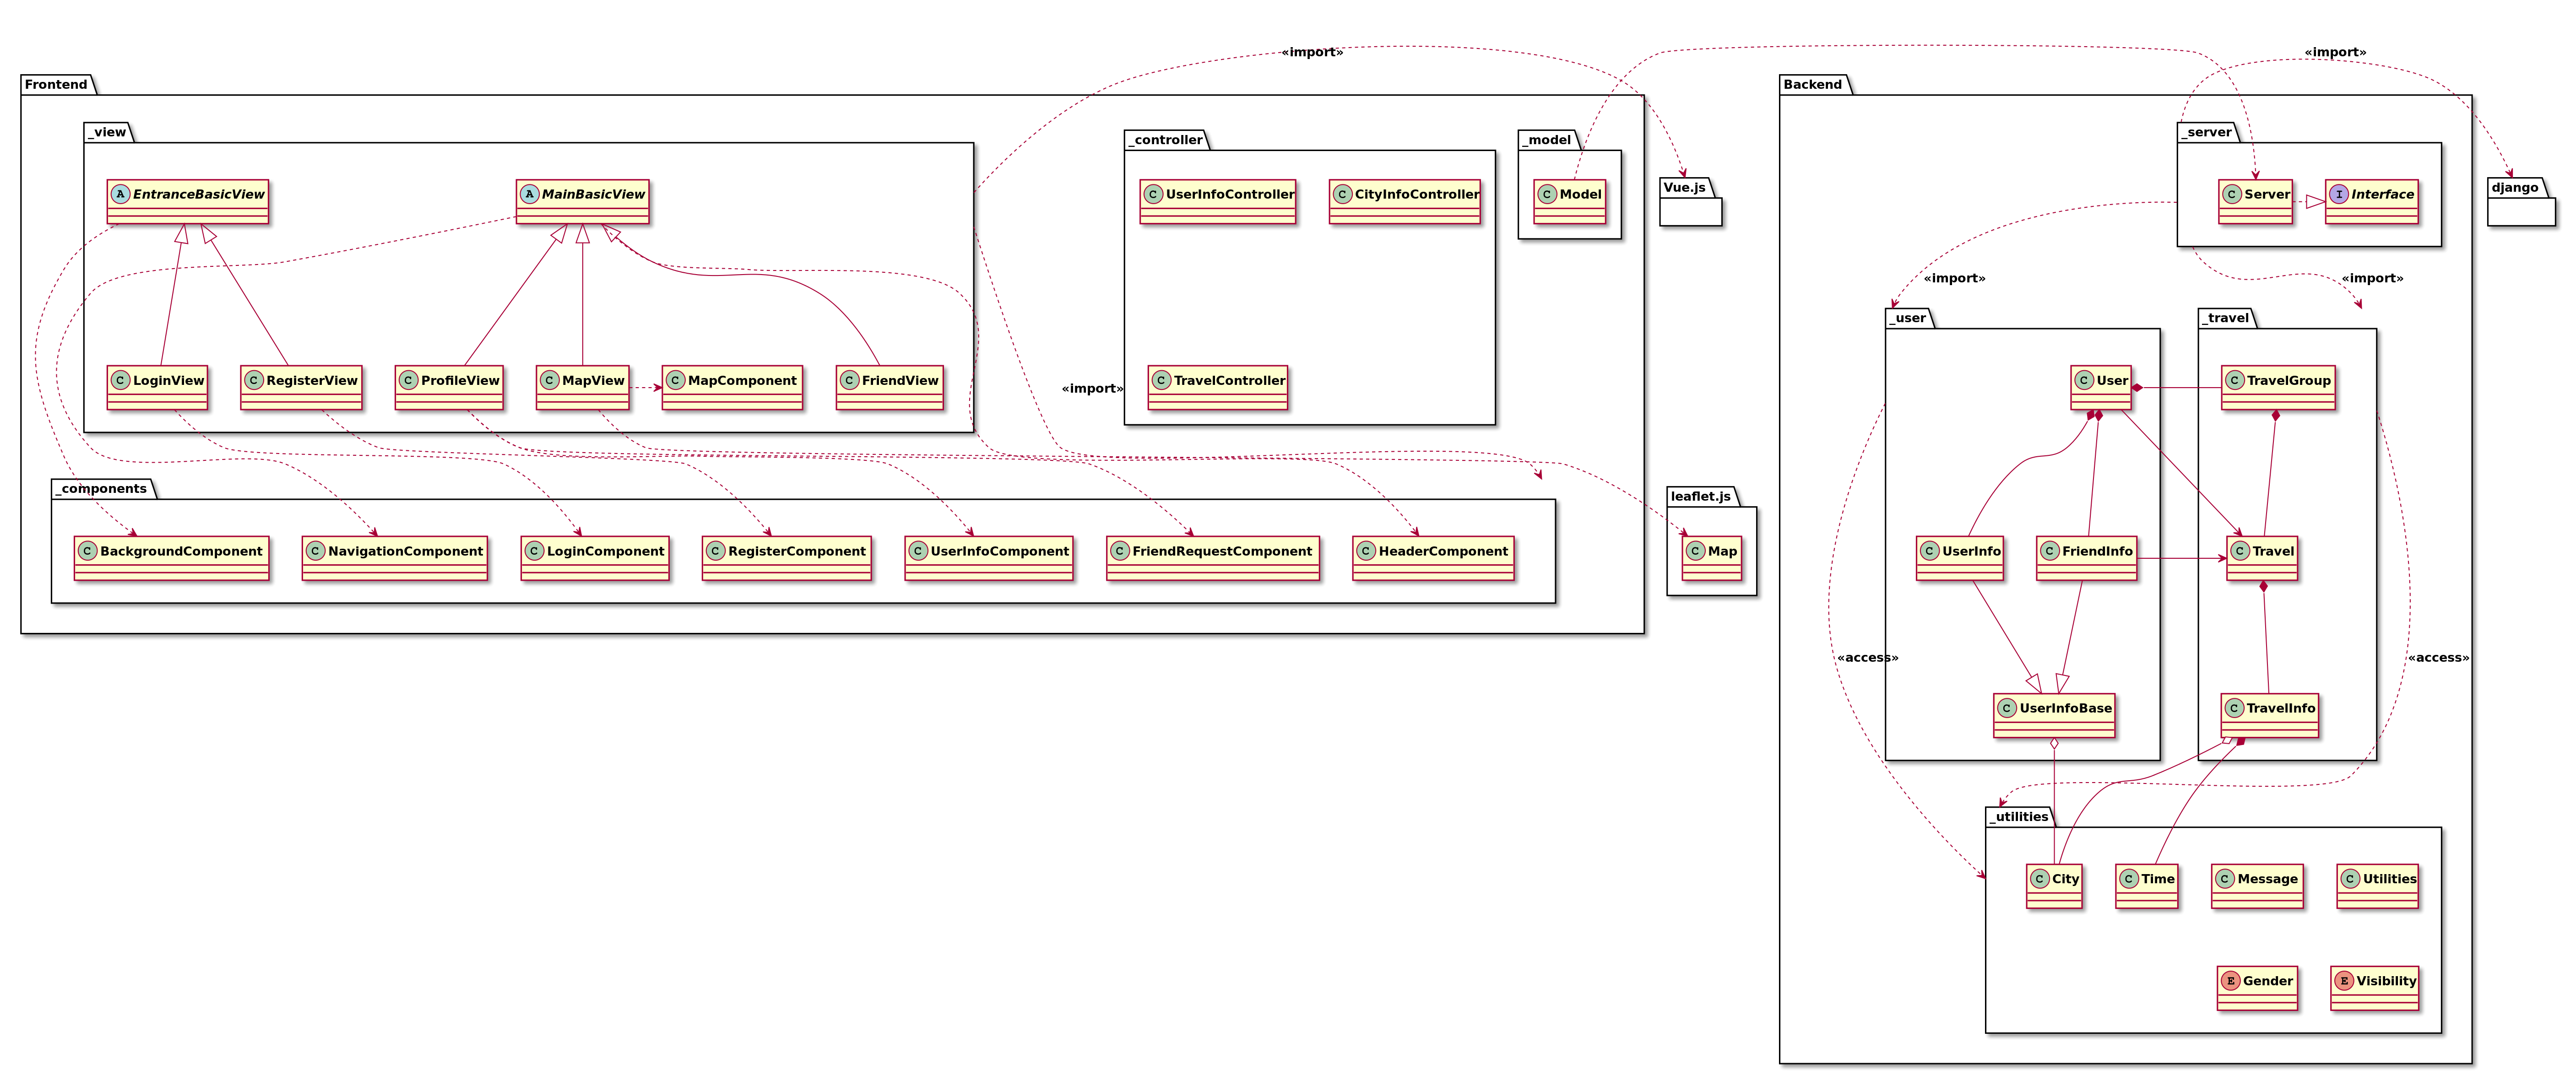 «import»
«import»
Frontend
Backend
_view
_controller
_model
_server
Vue.js
django
A EntranceBasicView
A MainBasicView
C UserInfoController
C CityInfoController
C Model
C Server
I Interface
«import»
«import»
_user
_travel
C LoginView
C RegisterView
C ProfileView
C MapView
C MapComponent
C FriendView
«import»
C TravelController
C User
C TravelGroup
_components
leaflet.js
C BackgroundComponent
C NavigationComponent
C LoginComponent
C RegisterComponent
C UserInfoComponent
C FriendRequestComponent
C HeaderComponent
C Map
C UserInfo
C FriendInfo
C Travel
«access»
«access»
C UserInfoBase
C TravelInfo
_utilities
C City
C Time
C Message
C Utilities
E Gender
E Visibility